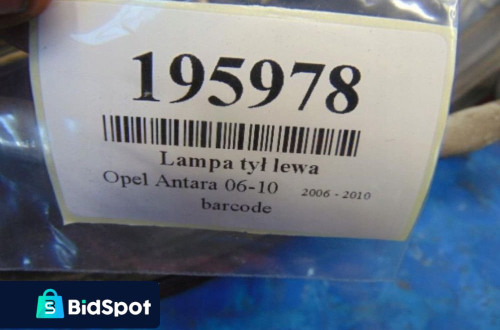 195978
Lampa tył lewa
Opel Antara 06-10 2006 - 2010
barcode
S BidSpot